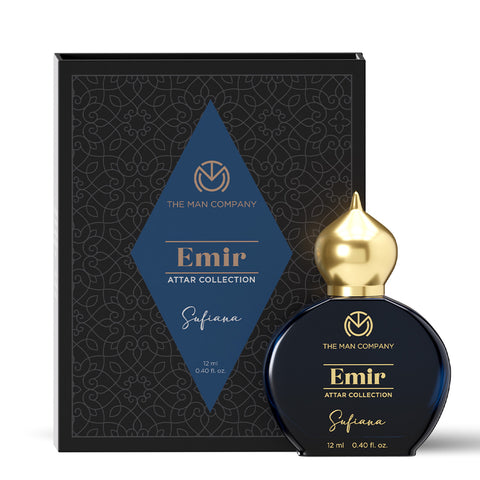 THE MAN COMPANY
Emir
ATTAR COLLECTION
Sufiana
12 ml
0.40 fl. oz.
THE MAN COMPANY
Emir
ATTAR COLLECTION
Sufiana
12 ml 0.40 fl. oz.